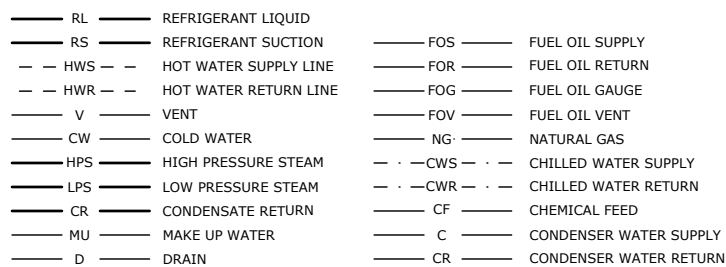 RL REFRIGERANT LIQUID
RS REFRIGERANT SUCTION
HWS HOT WATER SUPPLY LINE
HWR HOT WATER RETURN LINE
V VENT
CW COLD WATER
HPS HIGH PRESSURE STEAM
LPS LOW PRESSURE STEAM
CR CONDENSATE RETURN
MU MAKE UP WATER
D DRAIN
FOS FUEL OIL SUPPLY
FOR FUEL OIL RETURN
FOG FUEL OIL GAUGE
FOV FUEL OIL VENT
NG NATURAL GAS
CWS CHILLED WATER SUPPLY
CWR CHILLED WATER RETURN
CF CHEMICAL FEED
C CONDENSER WATER SUPPLY
CR CONDENSER WATER RETURN